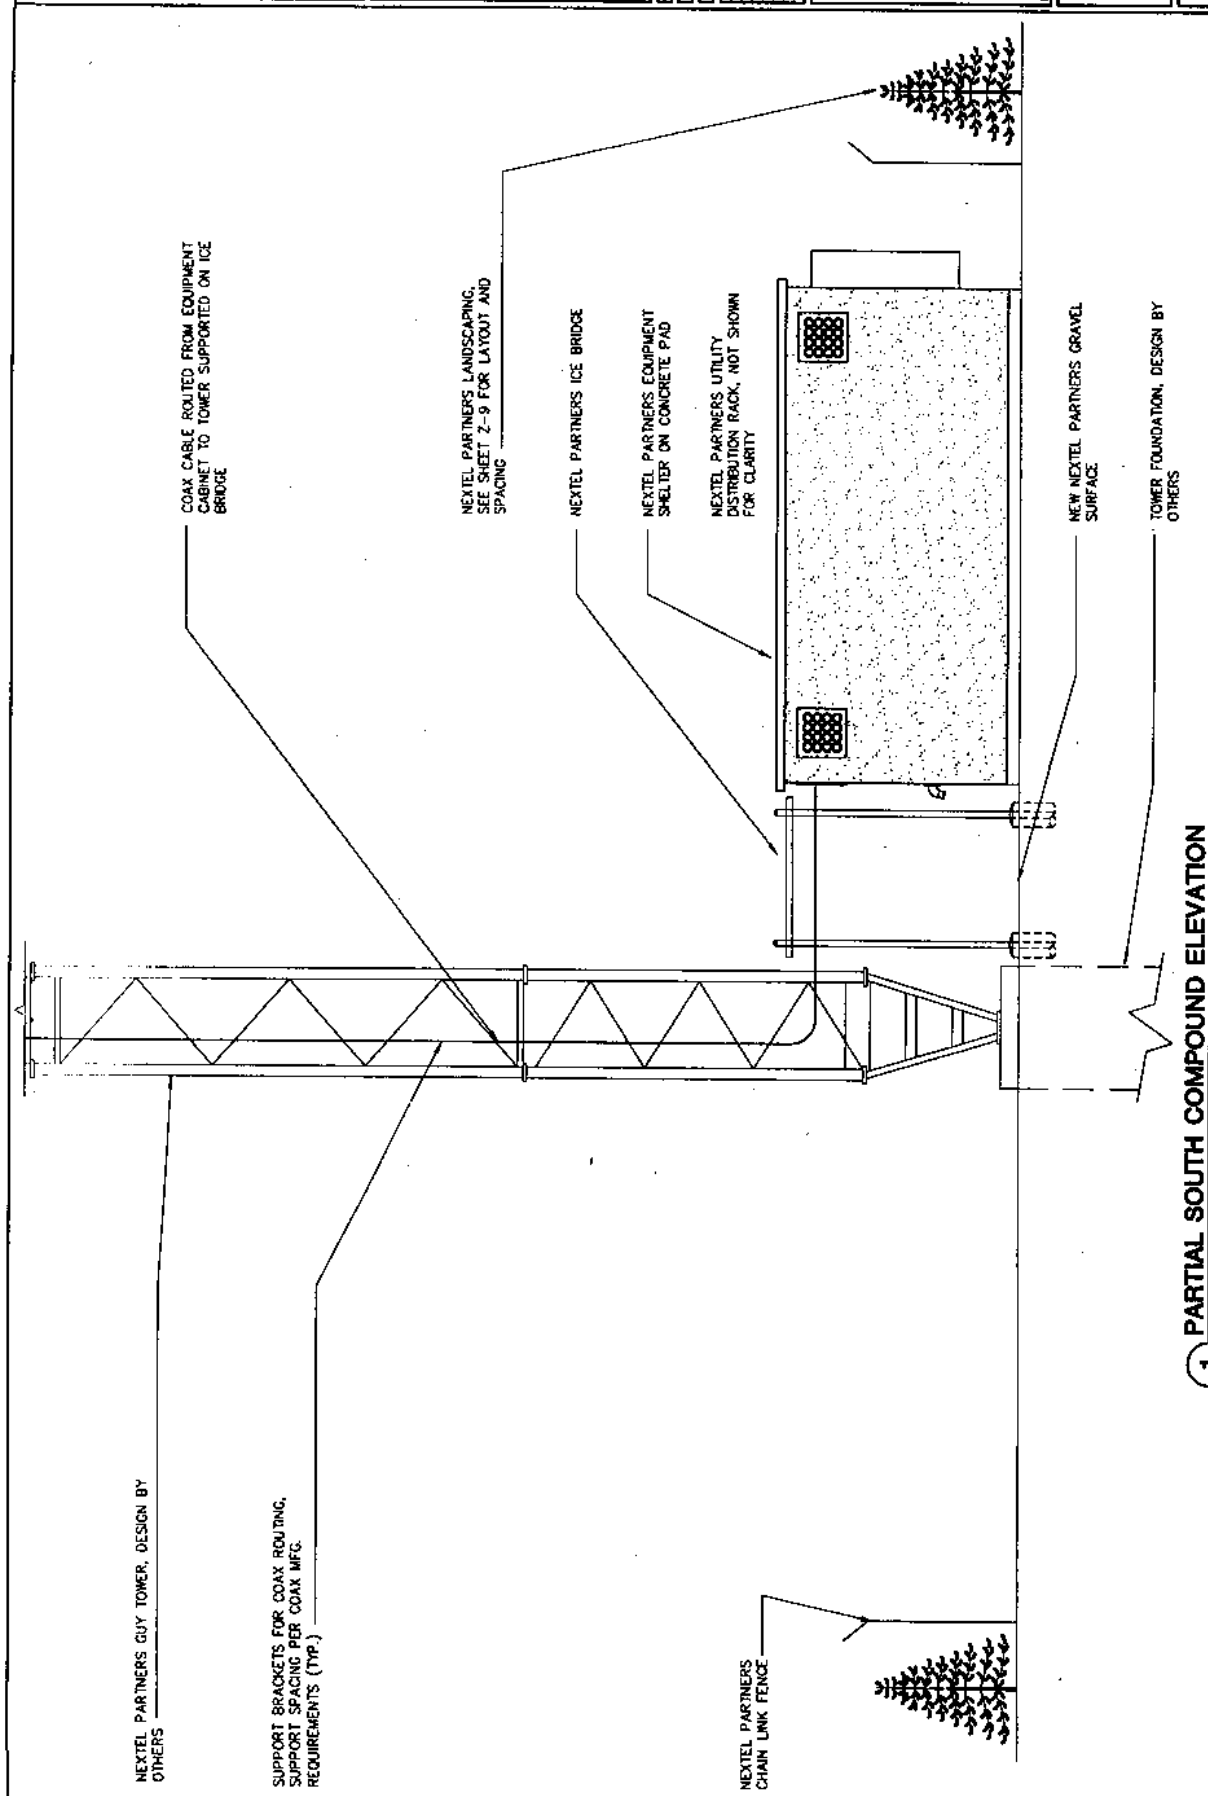 NEXTEL PARTNERS GUY TOWER, DESIGN BY
OTHERS
SUPPORT BRACKETS FOR COAX ROUTING,
SUPPORT SPACING PER COAX MFG.
REQUIREMENTS (TYP.)
NEXTEL PARTNERS
CHAIN LINK FENCE
COAX CABLE ROUTED FROM EQUIPMENT
CABINET TO TOWER SUPPORTED ON ICE
BRIDGE
NEXTEL PARTNERS LANDSCAPING,
SEE SHEET Z-9 FOR LAYOUT AND
SPACING
NEXTEL PARTNERS ICE BRIDGE
NEXTEL PARTNERS EQUIPMENT
SHELTER ON CONCRETE PAD
NEXTEL PARTNERS UTILITY
DISTRIBUTION RACK, NOT SHOWN
FOR CLARITY
NEW NEXTEL PARTNERS GRAVEL
SURFACE
TOWER FOUNDATION, DESIGN BY
OTHERS
1 PARTIAL SOUTH COMPOUND ELEVATION